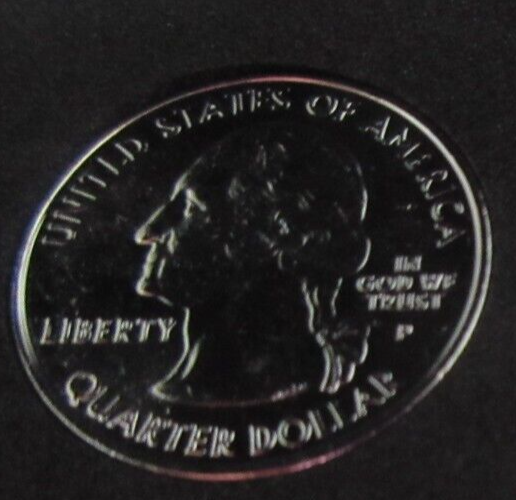 UNITED STATES OF AMERICA
LIBERTY
IN
GOD WE
TRUST
P
QUARTER DOLLAR